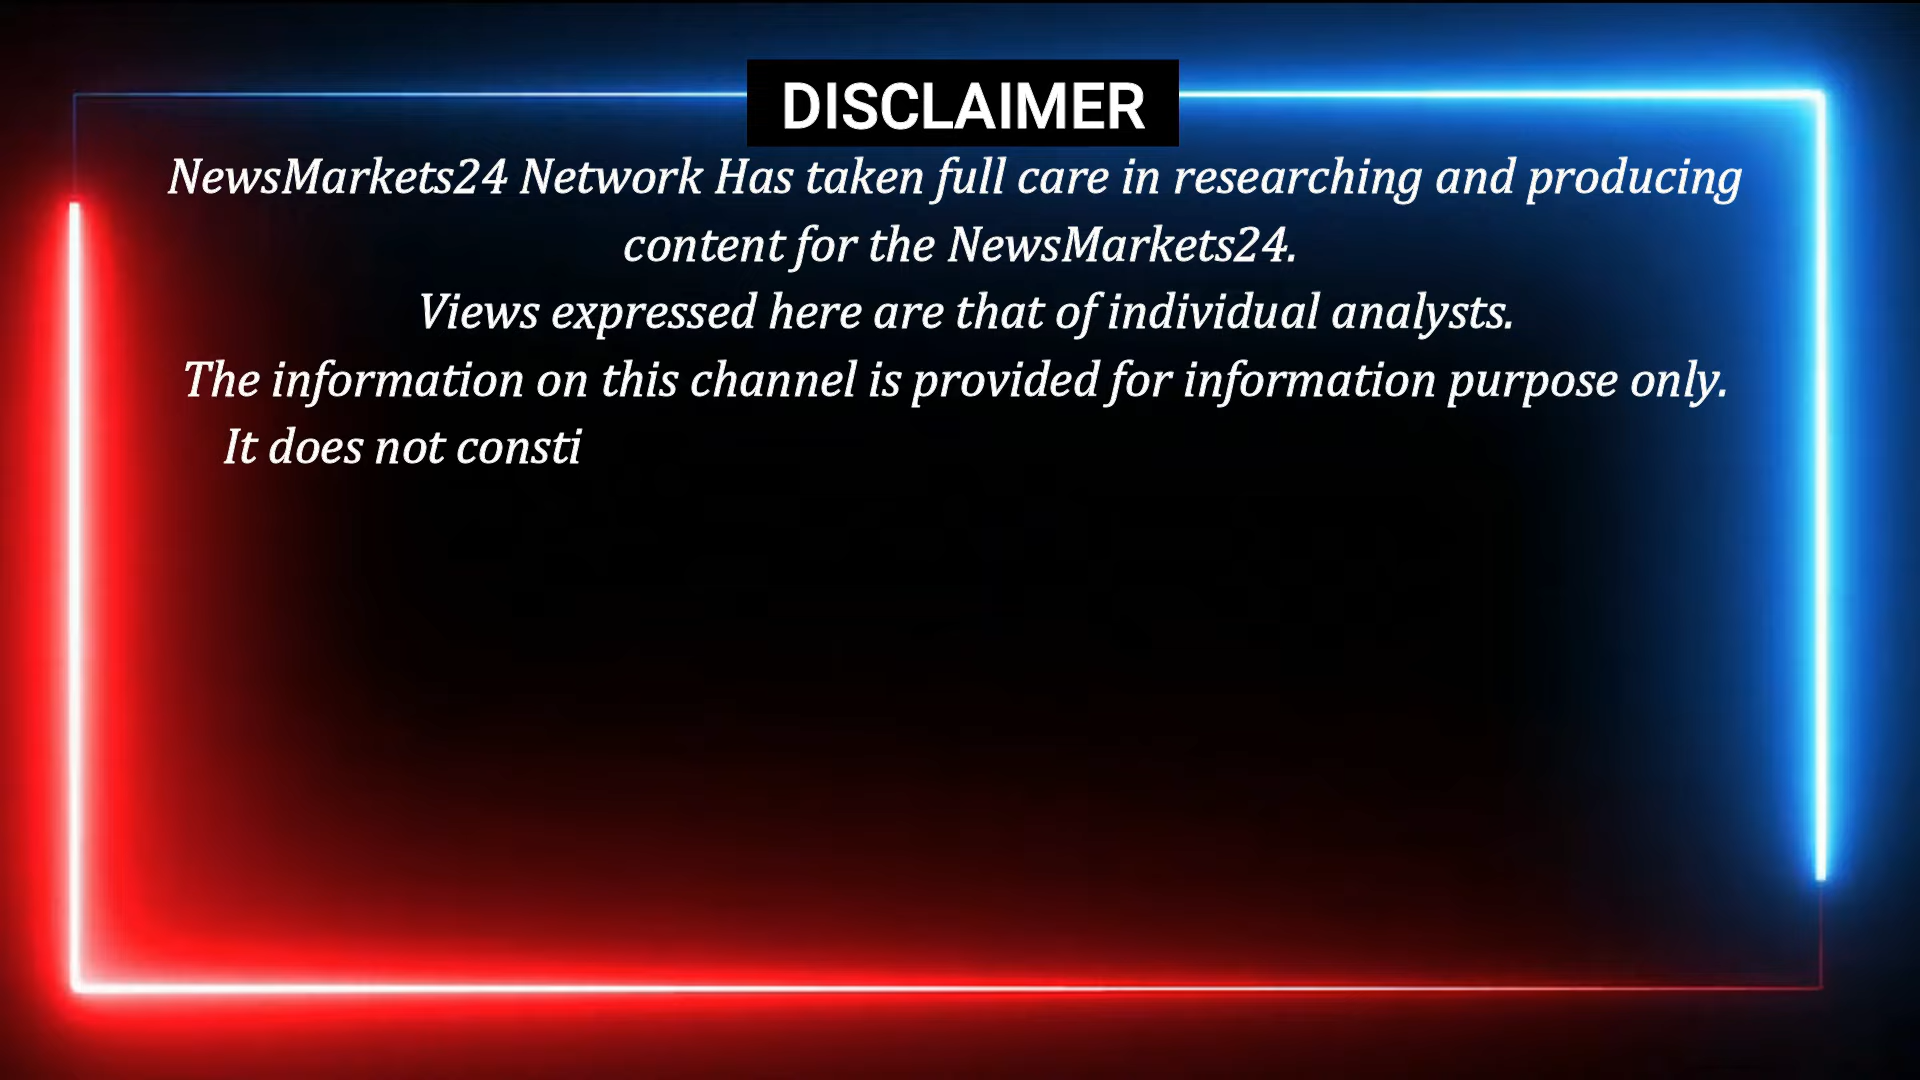 DISCLAIMER
NewsMarkets24 Network Has taken full care in researching and producing
content for the NewsMarkets24.
Views expressed here are that of individual analysts.
The information on this channel is provided for information purpose only.
It does not consti